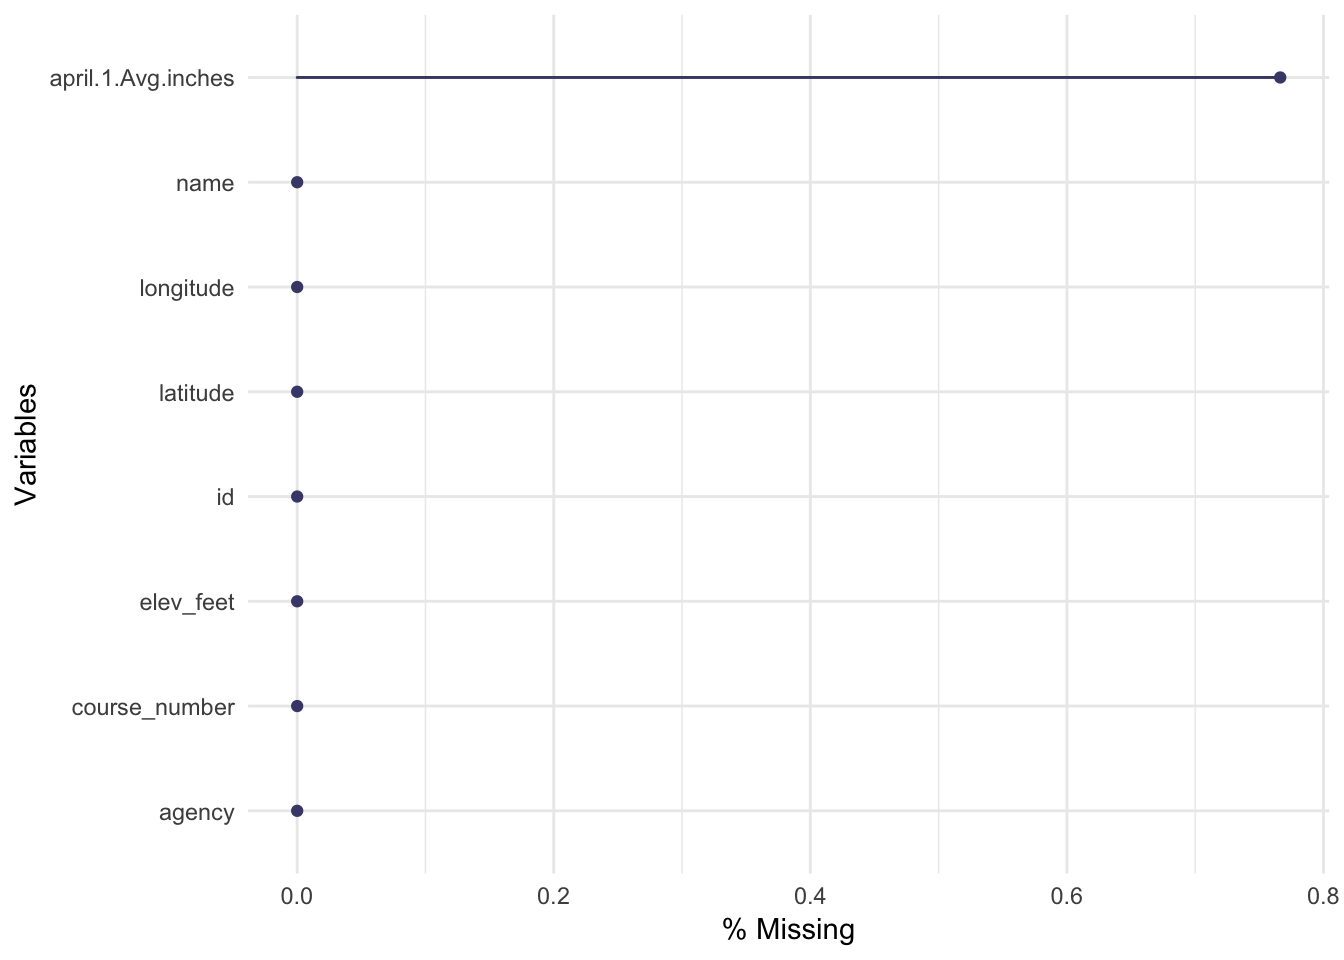 april.1.Avg.inches
name
longitude
latitude
id
elev_feet
course_number
agency
Variables
0.0 0.2 0.4 0.6 0.8
% Missing